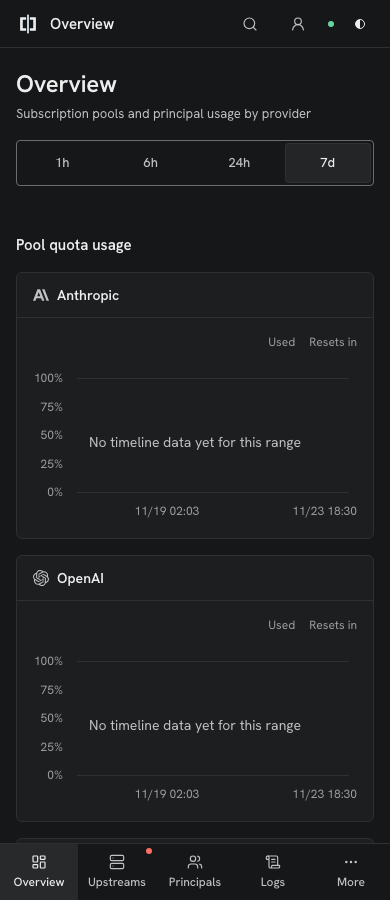 Overview
Overview
Subscription pools and principal usage by provider
1h 6h 24h 7d
Pool quota usage
Anthropic
Used Resets in
100%
75%
50%
No timeline data yet for this range
25%
0%
11/19 02:03 11/23 18:30
OpenAI
Used Resets in
100%
75%
50%
No timeline data yet for this range
25%
0%
11/19 02:03 11/23 18:30
Overview Upstreams Principals Logs More